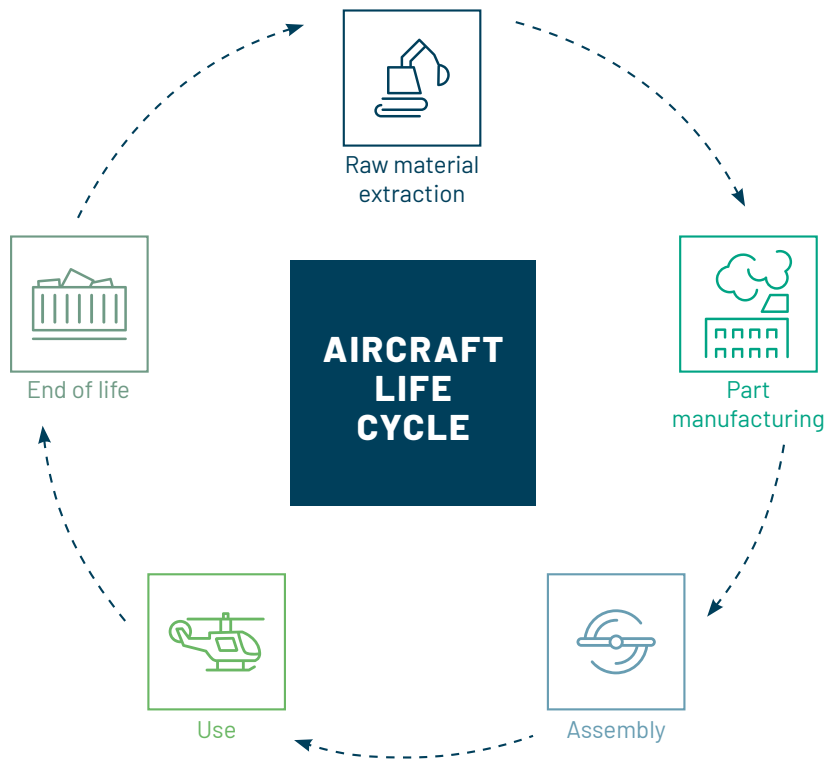 Raw material
extraction
Part
manufacturing
Assembly
Use
End of life
AIRCRAFT
LIFE
CYCLE